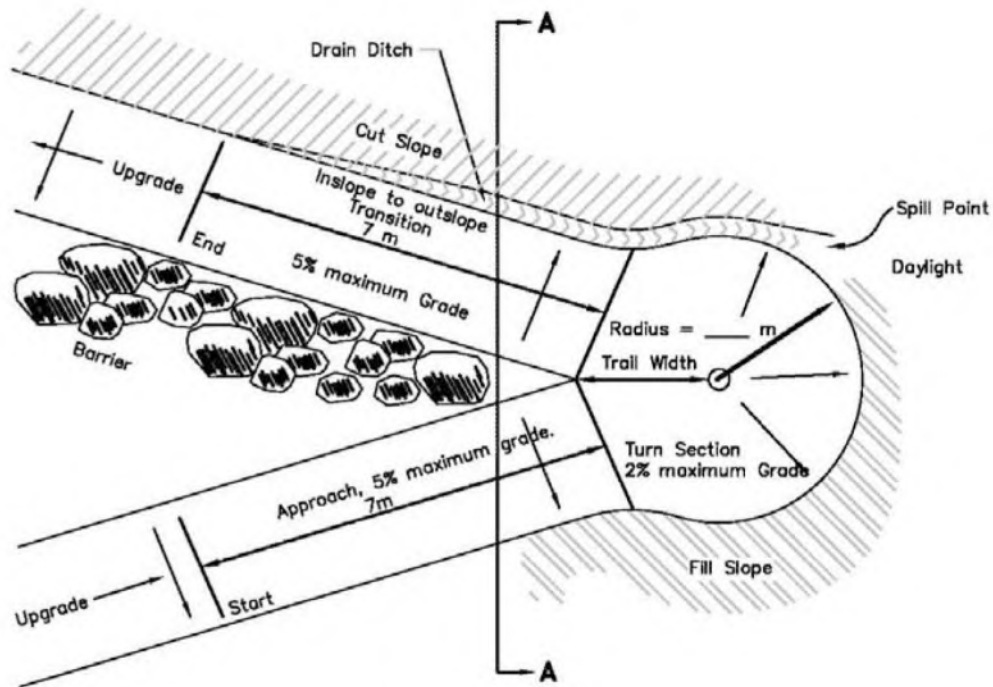 A
Drain Ditch
Cut Slope
Upgrade
Inslope to outslope
Transition
7 m
Spill Point
End
5% maximum Grade
Daylight
Radius = ____ m
Barrier
Trail Width
Approach, 5% maximum grade.
7m
Turn Section
2% maximum Grade
Fill Slope
Upgrade
Start
A